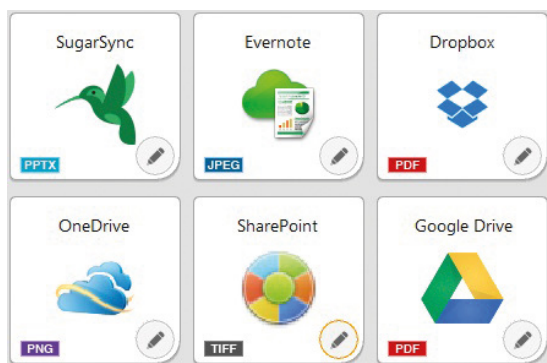 SugarSync Evernote Dropbox
PPTX JPEG PDF
OneDrive SharePoint Google Drive
PNG TIFF PDF